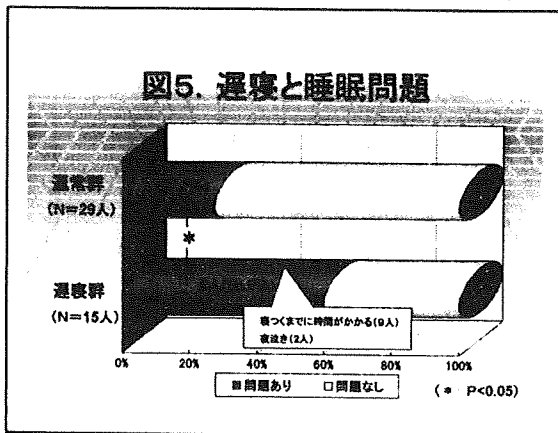 図5. 遅寝と睡眠問題
通常群
(N=29人)
*
遅寝群
(N=15人)
寝つくまでに時間がかかる(9人)
夜泣き(2人)
0%
20%
40%
60%
80%
100%
■問題あり □問題なし
(* P<0.05)